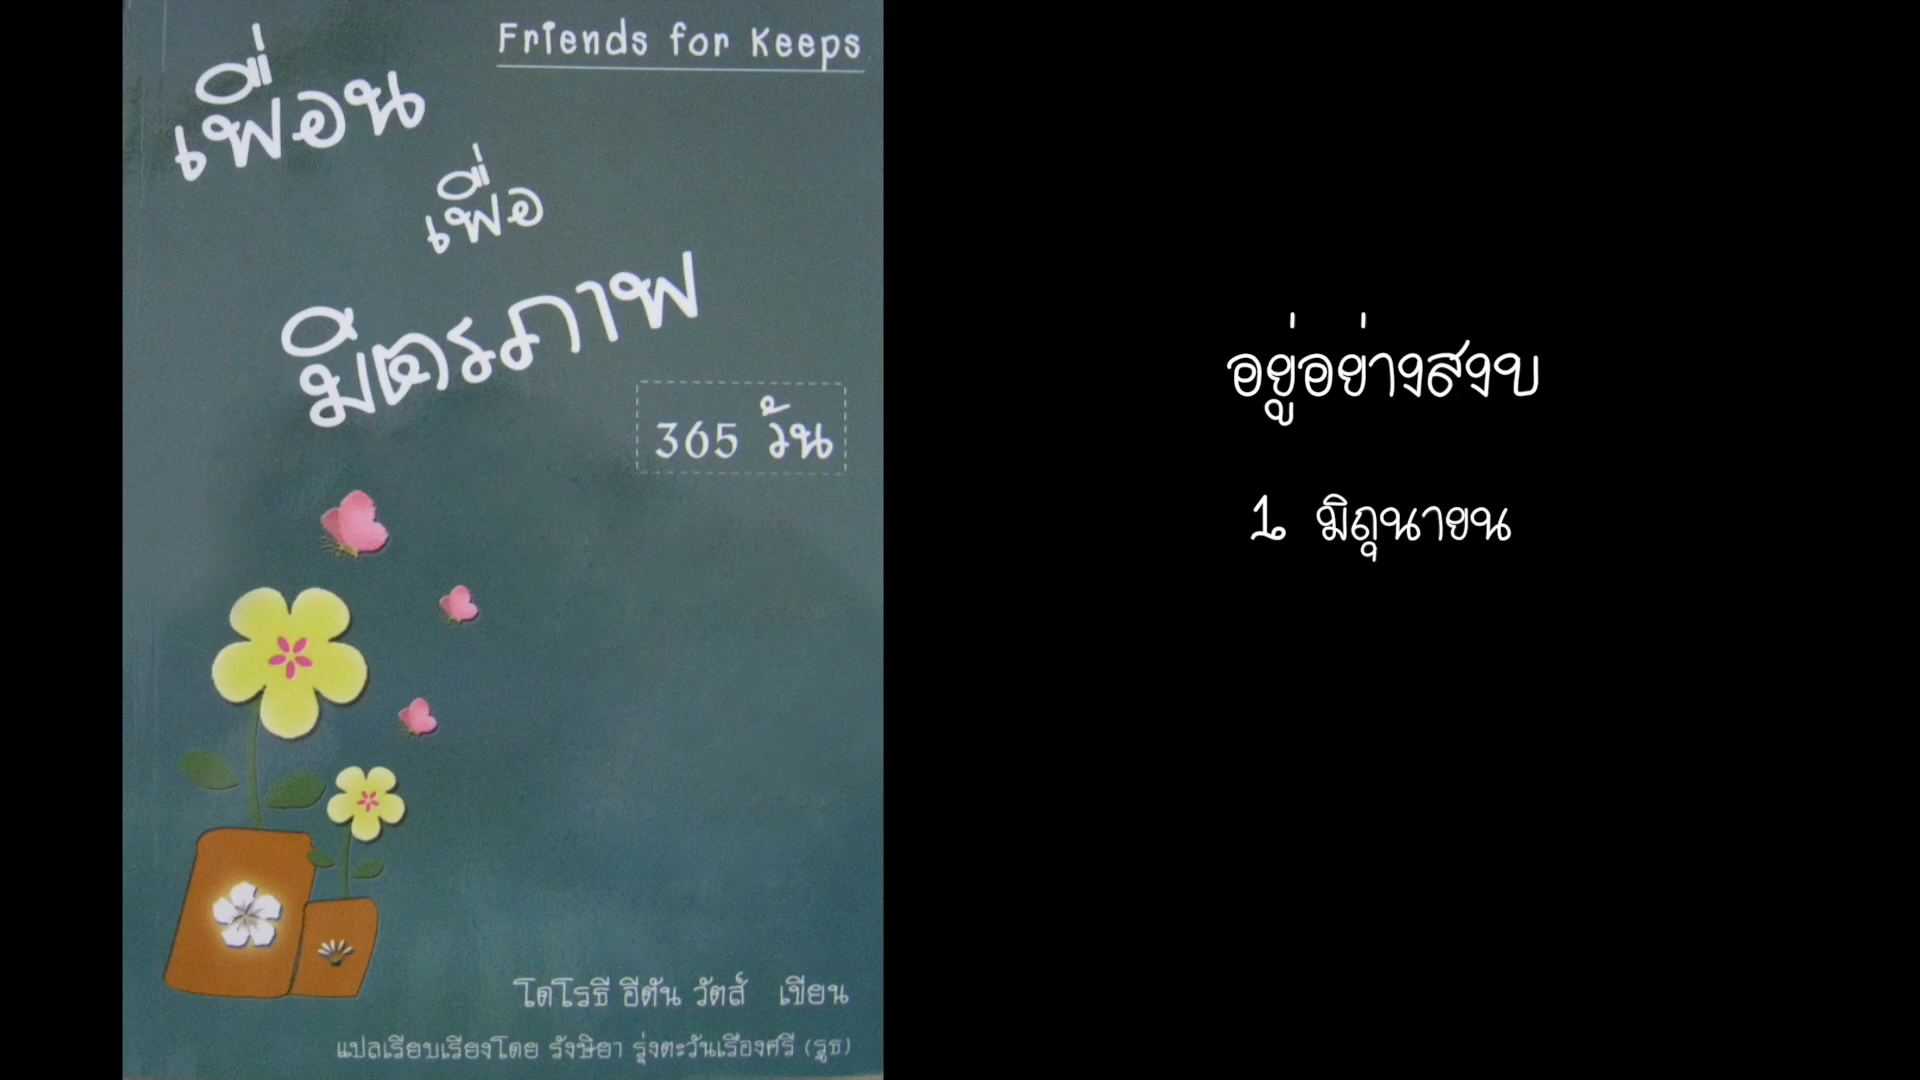 Friends for Keeps
เพื่อน
เพื่อ
มิตรภาพ
365 วัน
โดโรธี อีตัน วัตส์ เขียน
แปลเรียบเรียงโดย รังษิยา รุ่งตะวันเรืองศรี (รูธ)
อยู่อย่างสงบ
1 มิถุนายน